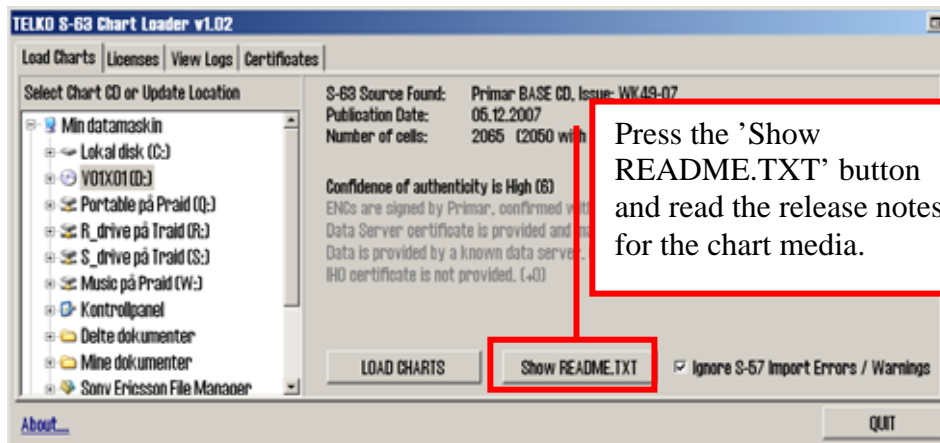 TELKO S-63 Chart Loader v1.02
Load Charts Licenses View Logs Certificates
Select Chart CD or Update Location
Min datamaskin
Lokal disk (C:)
V01X01 (D:)
Portable på Praid (Q:)
R_drive på Traid (R:)
S_drive på Traid (S:)
Music på Praid (W:)
Kontrollpanel
Delte dokumenter
Mine dokumenter
Sony Ericsson File Manager
S-63 Source Found: Primar BASE CD, Issue: WK49-07
Publication Date: 05.12.2007
Number of cells: 2065 (2050 with
Confidence of authenticity is High (6)
ENCs are signed by Primar, confirmed with
Data Server certificate is provided and
Data is provided by a known data server.
IHO certificate is not provided. (+0)
Press the ’Show
README.TXT’ button
and read the release notes
for the chart media.
LOAD CHARTS
Show README.TXT
Ignore S-57 Import Errors / Warnings
About...
QUIT